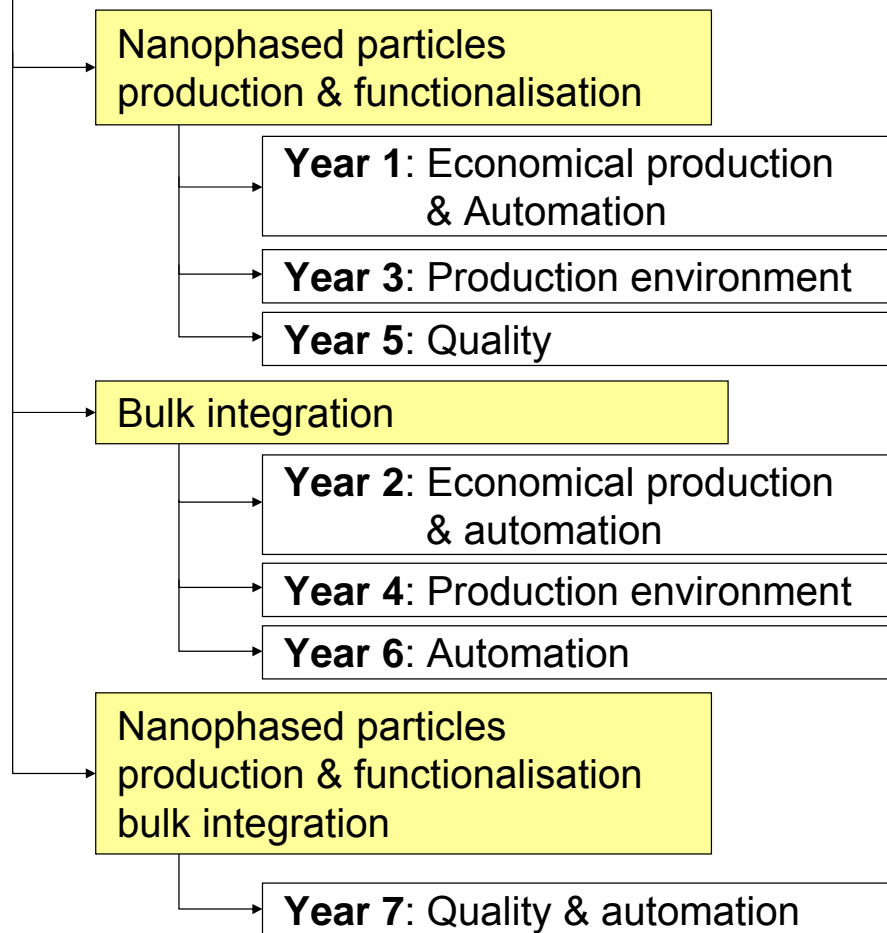 Nanophased particles
production & functionalisation
Year 1: Economical production
& Automation
Year 3: Production environment
Year 5: Quality
Bulk integration
Year 2: Economical production
& automation
Year 4: Production environment
Year 6: Automation
Nanophased particles
production & functionalisation
bulk integration
Year 7: Quality & automation